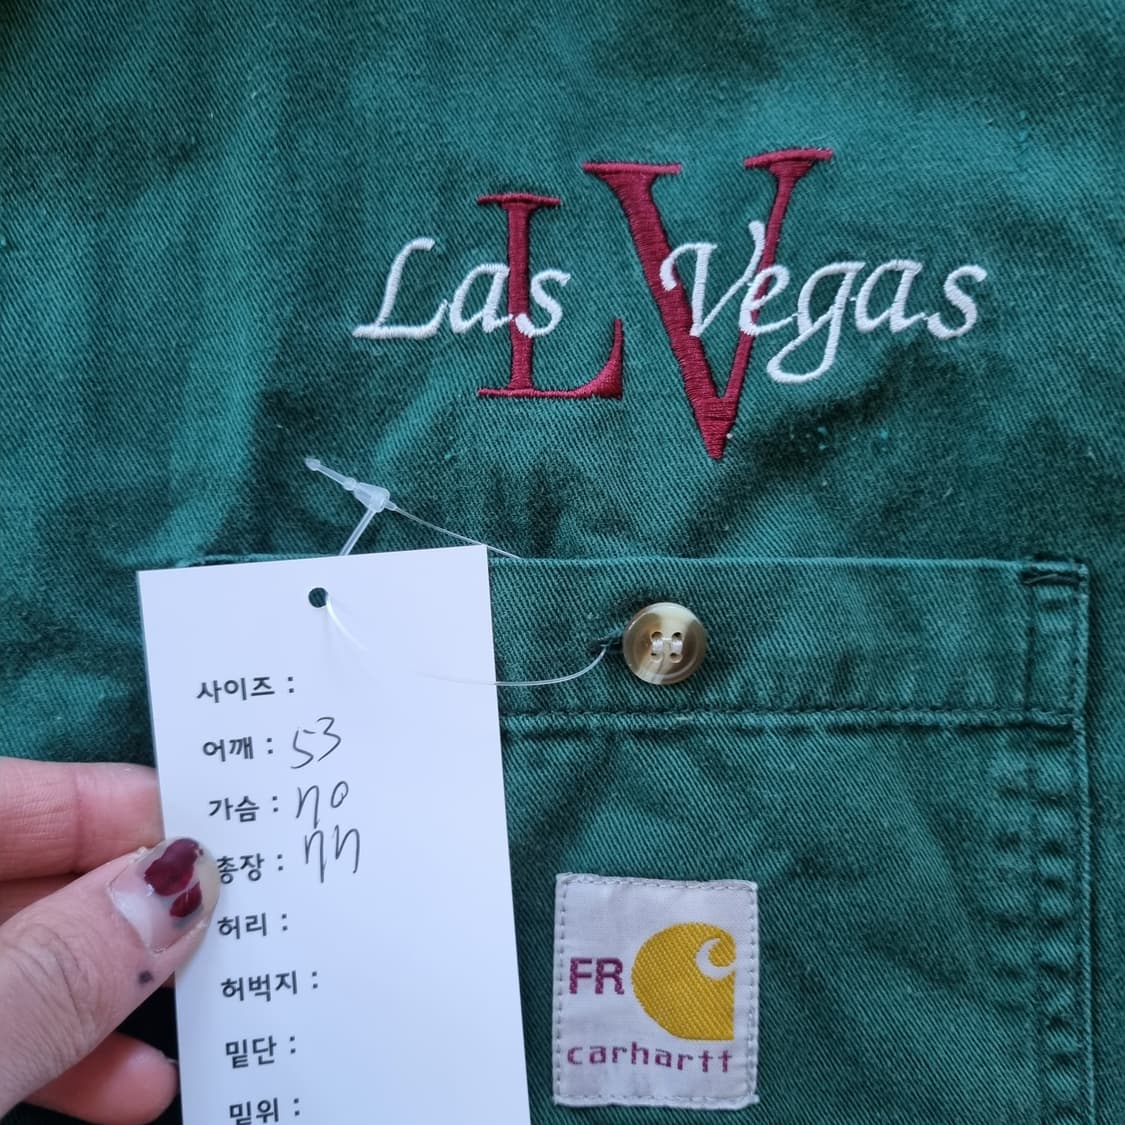 LV
Las Vegas
사이즈 :
어깨 : 53
가슴 : 70
총장 : 77
허리 :
허벅지 :
밑단 :
밑위 :
FR
carhartt